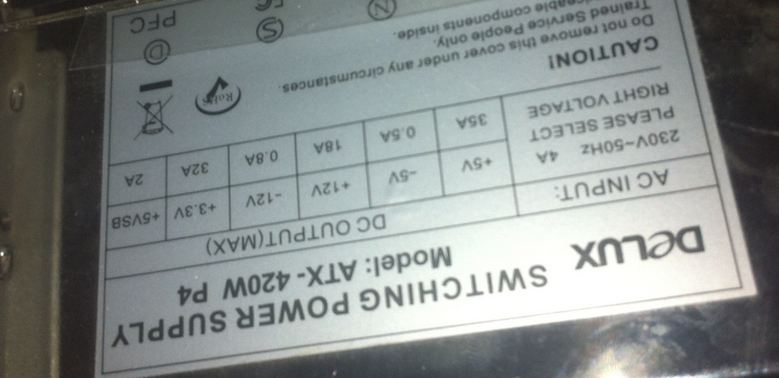 DELUX SWITCHING POWER SUPPLY
Model: ATX-420W P4
AC INPUT:
230V~50Hz 4A
PLEASE SELECT
RIGHT VOLTAGE
DC OUTPUT(MAX)
+5V -5V +12V -12V +3.3V +5VSB
35A 0.5A 18A 0.8A 32A 2A
CAUTION!
Do not remove this cover under any circumstances.
Trained Service People only,
components inside.
RoHS
D S N
PFC